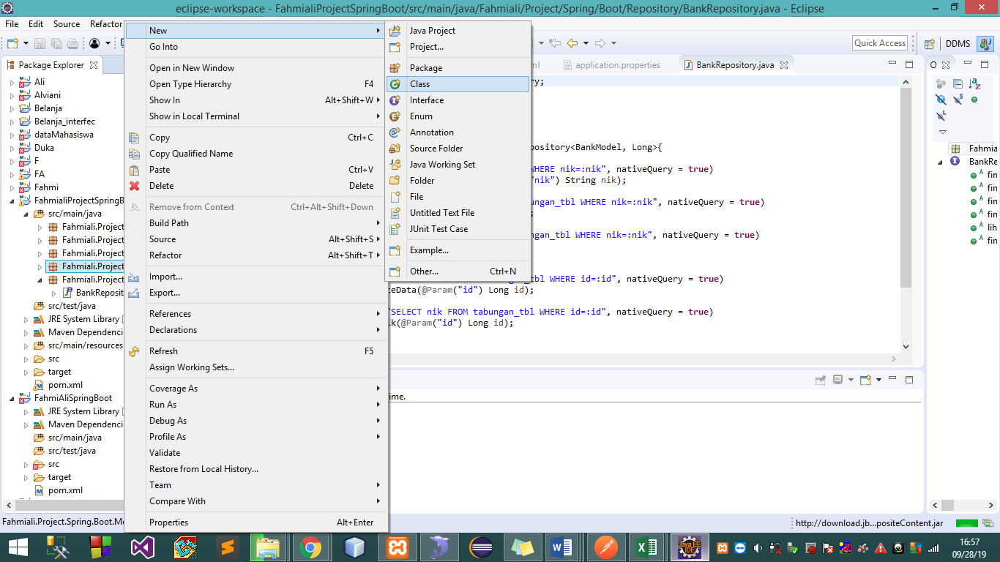 eclipse-workspace - FahmialiProjectSpringBoot/src/main/java/Fahmiali/Project/Spring/Boot/Repository/BankRepository.java - Eclipse
File Edit Source Refactor
Quick Access DDMS
Package Explorer
application.properties
BankRepository.java
Ali
Alviani
Belanja
Belanja_interfec
dataMahasiswa
Duka
F
FA
Fahmi
FahmialiProjectSpringB
src/main/java
Fahmiali.Project
Fahmiali.Project
Fahmiali.Project
Fahmiali.Project
Fahmiali.Project
BankReposit
src/test/java
JRE System Library
Maven Dependenci
src/main/resources
src
target
pom.xml
FahmiAliSpringBoot
JRE System Library
Maven Dependenci
src/main/java
src/test/java
src
target
pom.xml
New
Go Into
Open in New Window
Open Type Hierarchy F4
Show In Alt+Shift+W
Show in Local Terminal
Copy Ctrl+C
Copy Qualified Name
Paste Ctrl+V
Delete Delete
Remove from Context Ctrl+Alt+Shift+Down
Build Path
Source Alt+Shift+S
Refactor Alt+Shift+T
Import...
Export...
References
Declarations
Refresh F5
Assign Working Sets...
Coverage As
Run As
Debug As
Profile As
Validate
Restore from Local History...
Team
Compare With
Properties Alt+Enter
Java Project
Project...
Package
Class
Interface
Enum
Annotation
Source Folder
Java Working Set
Folder
File
Untitled Text File
JUnit Test Case
Example...
Other... Ctrl+N
y;
pository<BankModel, Long>{
WHERE nik=:nik", nativeQuery = true)
"nik") String nik);
ungan_tbl WHERE nik=:nik", nativeQuery = true)
;
ngan_tbl WHERE nik=:nik", nativeQuery = true)
ngan_tbl WHERE id=:id", nativeQuery = true)
teData(@Param("id") Long id);
"SELECT nik FROM tabungan_tbl WHERE id=:id", nativeQuery = true)
ik(@Param("id") Long id);
ime.
O
Fahmia
BankRe
fin
fin
fin
fin
lih
fin
Fahmiali.Project.Spring.Boot.Mo
http://download.jb...positeContent.jar
Java EE
IDE
16:57
09/28/19